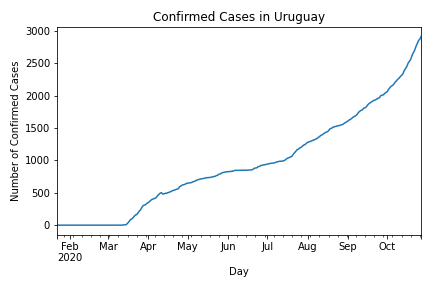 Confirmed Cases in Uruguay
Number of Confirmed Cases
3000
2500
2000
1500
1000
500
0
Feb Mar Apr May Jun Jul Aug Sep Oct
2020
Day